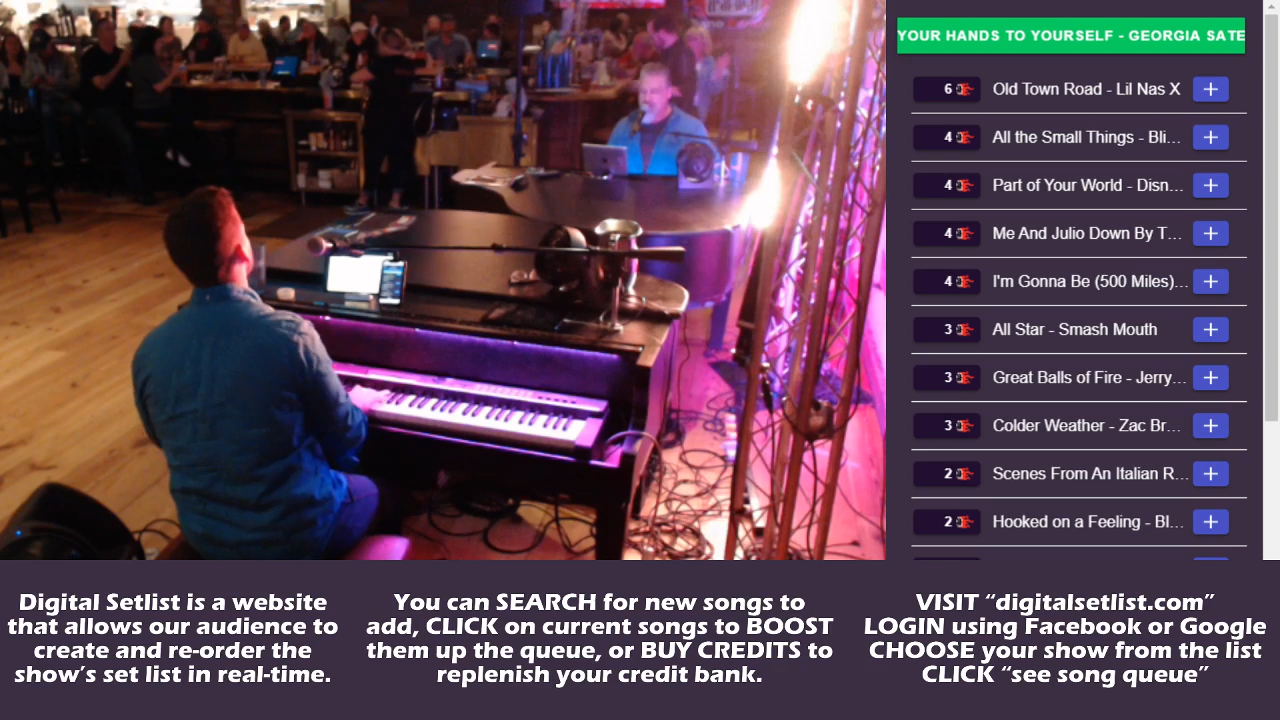 YOUR HANDS TO YOURSELF - GEORGIA SATE
6 Old Town Road - Lil Nas X +
4 All the Small Things - Bli... +
4 Part of Your World - Disn... +
4 Me And Julio Down By T... +
4 I'm Gonna Be (500 Miles)... +
3 All Star - Smash Mouth +
3 Great Balls of Fire - Jerry... +
3 Colder Weather - Zac Br... +
2 Scenes From An Italian R... +
2 Hooked on a Feeling - Bl... +
Digital Setlist is a website
that allows our audience to
create and re-order the
show's set list in real-time.
You can SEARCH for new songs to
add, CLICK on current songs to BOOST
them up the queue, or BUY CREDITS to
replenish your credit bank.
VISIT “digitalsetlist.com”
LOGIN using Facebook or Google
CHOOSE your show from the list
CLICK “see song queue”